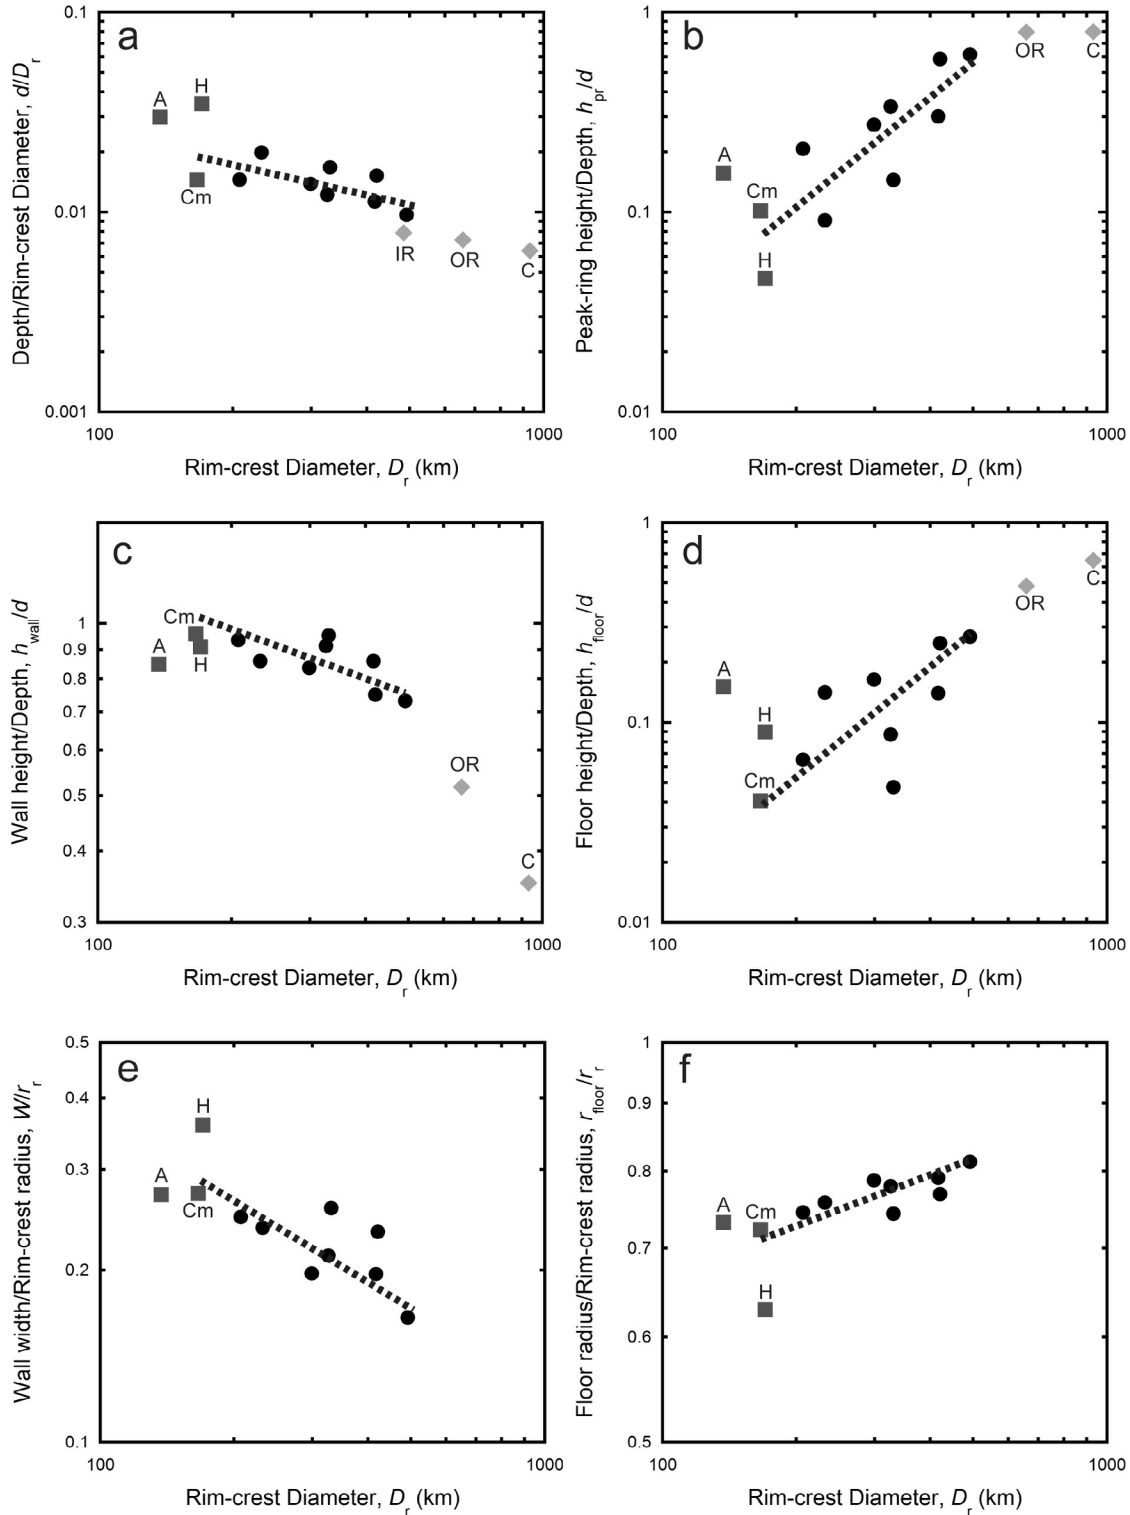 a
Depth/Rim-crest Diameter, d/Dr
0.1
0.01
0.001
A
H
Cm
IR
OR
C
100
1000
Rim-crest Diameter, Dr (km)
b
Peak-ring height/Depth, hpr/d
1
0.1
0.01
A
Cm
H
OR
C
100
1000
Rim-crest Diameter, Dr (km)
c
Wall height/Depth, hwall/d
1
0.9
0.8
0.7
0.6
0.5
0.4
0.3
Cm
A
H
OR
C
100
1000
Rim-crest Diameter, Dr (km)
d
Floor height/Depth, hfloor/d
1
0.1
0.01
A
H
Cm
OR
C
100
1000
Rim-crest Diameter, Dr (km)
e
Wall width/Rim-crest radius, W/rr
0.5
0.4
0.3
0.2
0.1
H
A
Cm
100
1000
Rim-crest Diameter, Dr (km)
f
Floor radius/Rim-crest radius, rfloor/rr
1
0.9
0.8
0.7
0.6
0.5
A
Cm
H
100
1000
Rim-crest Diameter, Dr (km)